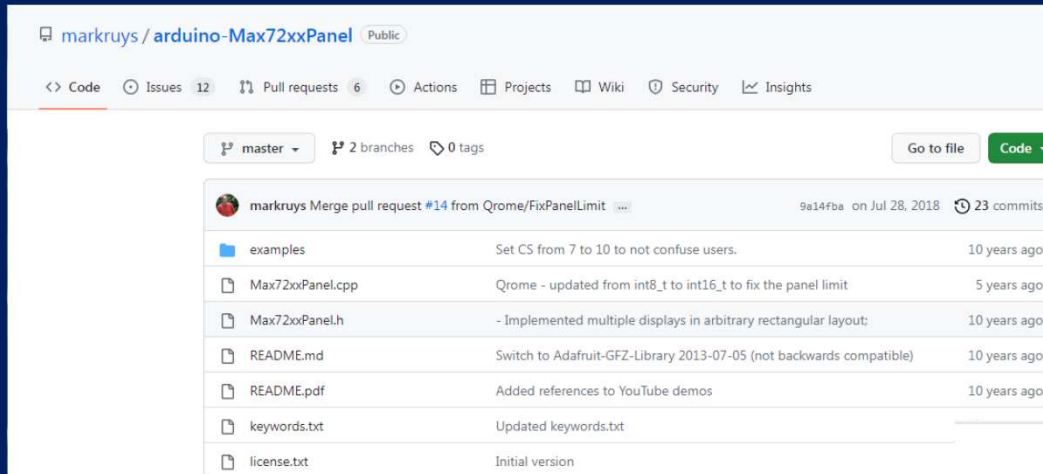 markruys / arduino-Max72xxPanel Public
<> Code Issues 12 Pull requests 6 Actions Projects Wiki Security Insights
master 2 branches 0 tags Go to file Code
markruys Merge pull request #14 from Qrome/FixPanelLimit ... 9a14fba on Jul 28, 2018 23 commits
examples Set CS from 7 to 10 to not confuse users. 10 years ago
Max72xxPanel.cpp Qrome - updated from int8_t to int16_t to fix the panel limit 5 years ago
Max72xxPanel.h - Implemented multiple displays in arbitrary rectangular layout; 10 years ago
README.md Switch to Adafruit-GFZ-Library 2013-07-05 (not backwards compatible) 10 years ago
README.pdf Added references to YouTube demos 10 years ago
keywords.txt Updated keywords.txt
license.txt Initial version